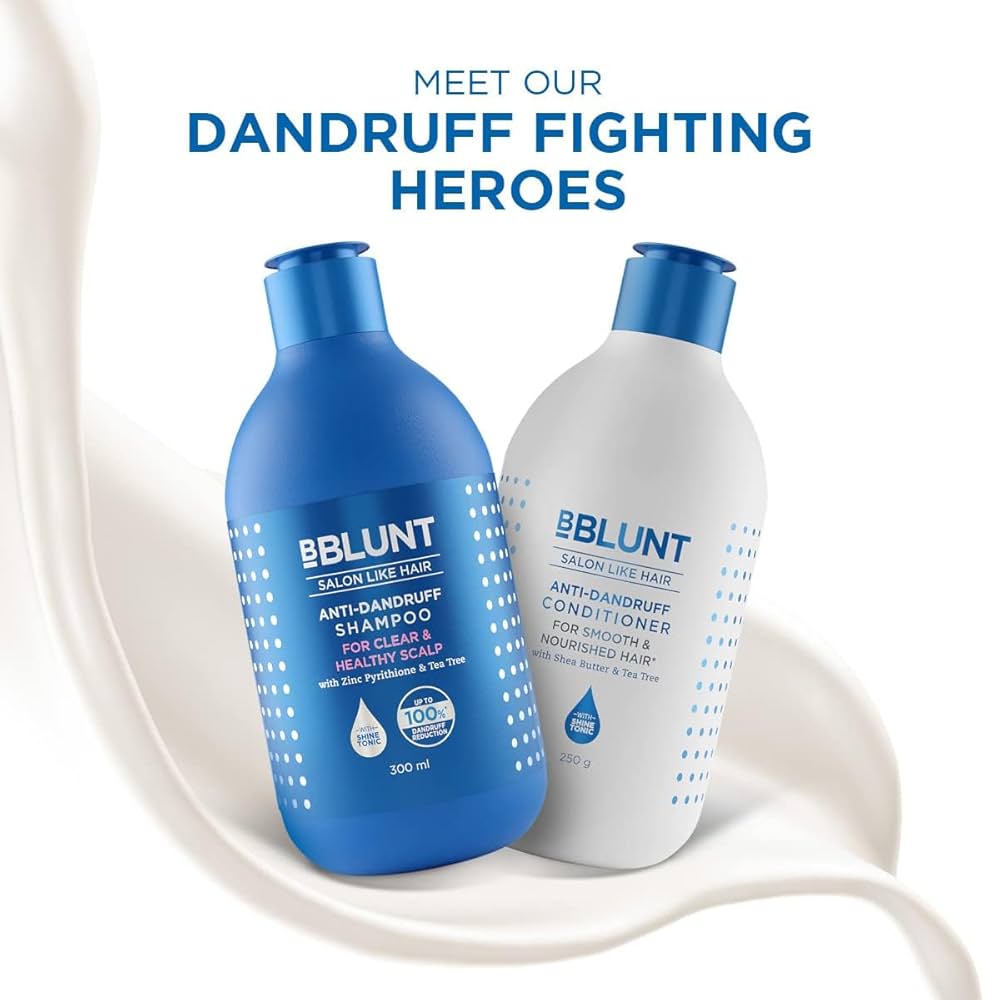 MEET OUR
DANDRUFF FIGHTING
HEROES
BBLUNT
SALON LIKE HAIR
ANTI-DANDRUFF
SHAMPOO
FOR CLEAR &
HEALTHY SCALP
with Zinc Pyrithione & Tea Tree
-WITH-
SHINE
TONIC
UP TO
100%*
DANDRUFF
REDUCTION
300 ml
BBLUNT
SALON LIKE HAIR
ANTI-DANDRUFF
CONDITIONER
FOR SMOOTH &
NOURISHED HAIR*
with Shea Butter & Tea Tree
-WITH-
SHINE
TONIC
250 g